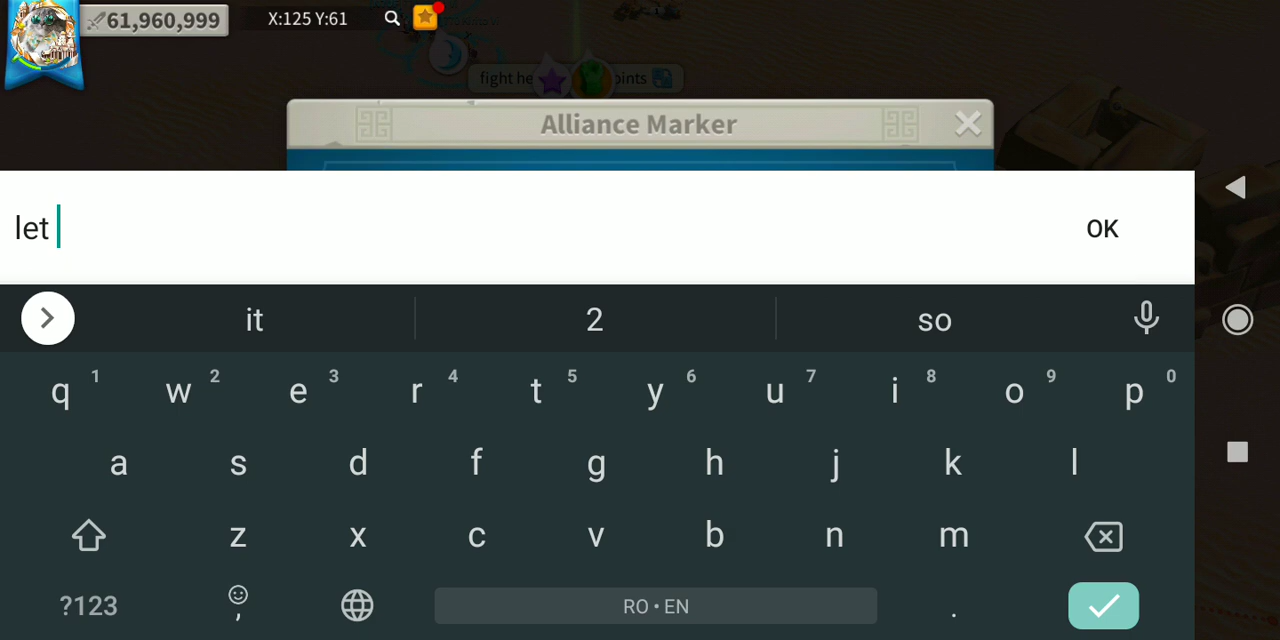 61,960,999
X:125 Y:61
fight he
oints
Alliance Marker
let
OK
it 2 so
q 1 w 2 e 3 r 4 t 5 y 6 u 7 i 8 o 9 p 0
a s d f g h j k l
z x c v b n m
?123 , RO • EN .